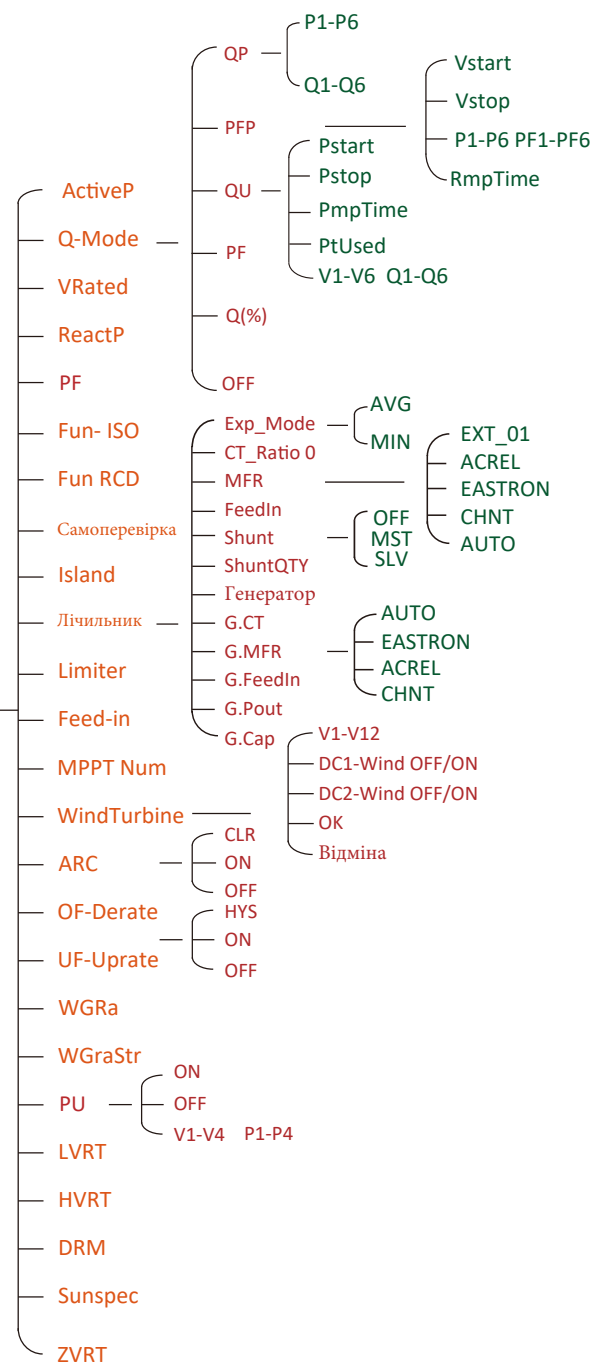 ActiveP
Q-Mode
QP
P1-P6
Q1-Q6
PFP
Vstart
Vstop
P1-P6 PF1-PF6
RmpTime
QU
Pstart
Pstop
PmpTime
PtUsed
V1-V6 Q1-Q6
PF
Q(%)
OFF
VRated
ReactP
PF
Fun- ISO
Fun RCD
Самоперевірка
Island
Лічильник
Exp_Mode
AVG
MIN
CT_Ratio 0
MFR
EXT_01
ACREL
EASTRON
CHNT
AUTO
FeedIn
Shunt
OFF
MST
SLV
ShuntQTY
Генератор
G.CT
G.MFR
AUTO
EASTRON
ACREL
CHNT
G.FeedIn
G.Pout
G.Cap
Limiter
Feed-in
MPPT Num
WindTurbine
V1-V12
DC1-Wind OFF/ON
DC2-Wind OFF/ON
OK
Відміна
ARC
CLR
ON
OFF
OF-Derate
UF-Uprate
HYS
ON
OFF
WGRa
WGraStr
PU
ON
OFF
V1-V4 P1-P4
LVRT
HVRT
DRM
Sunspec
ZVRT